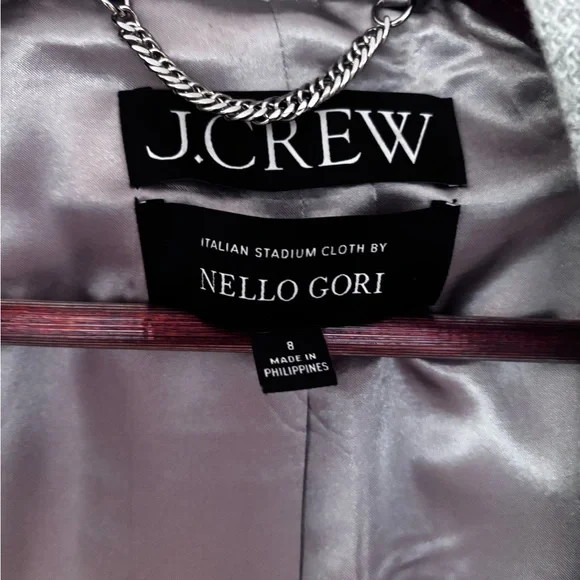 J.CREW
ITALIAN STADIUM CLOTH BY
NELLO GORI
8
MADE IN
PHILIPPINES